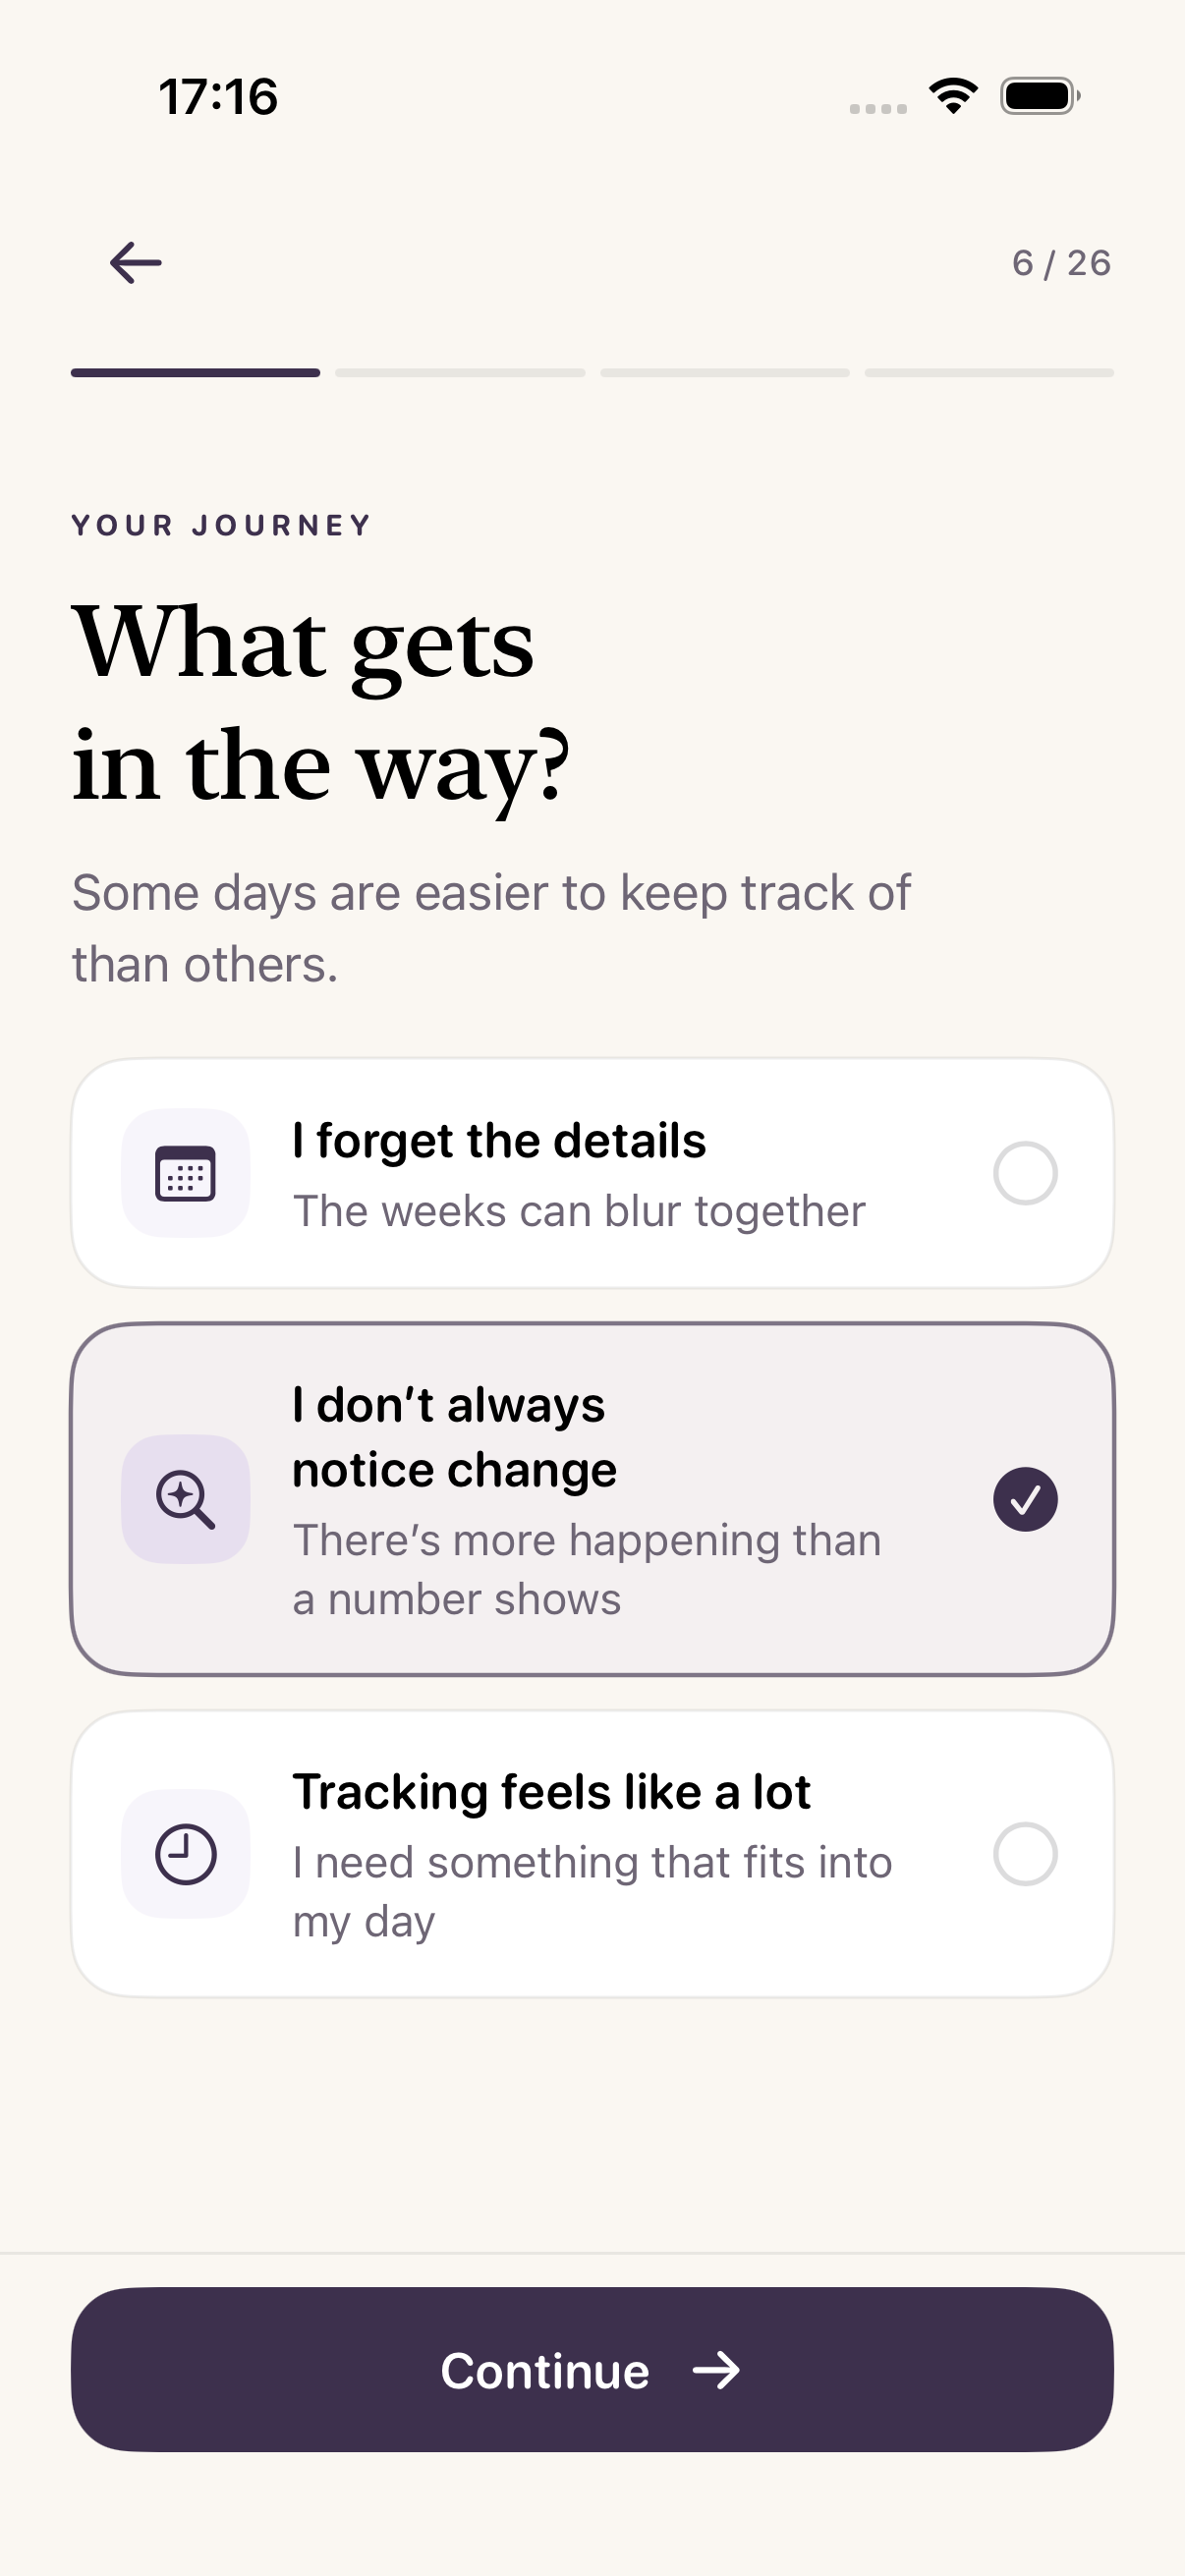 17:16
6 / 26
YOUR JOURNEY
What gets
in the way?
Some days are easier to keep track of
than others.
I forget the details
The weeks can blur together
I don’t always
notice change
There’s more happening than
a number shows
Tracking feels like a lot
I need something that fits into
my day
Continue